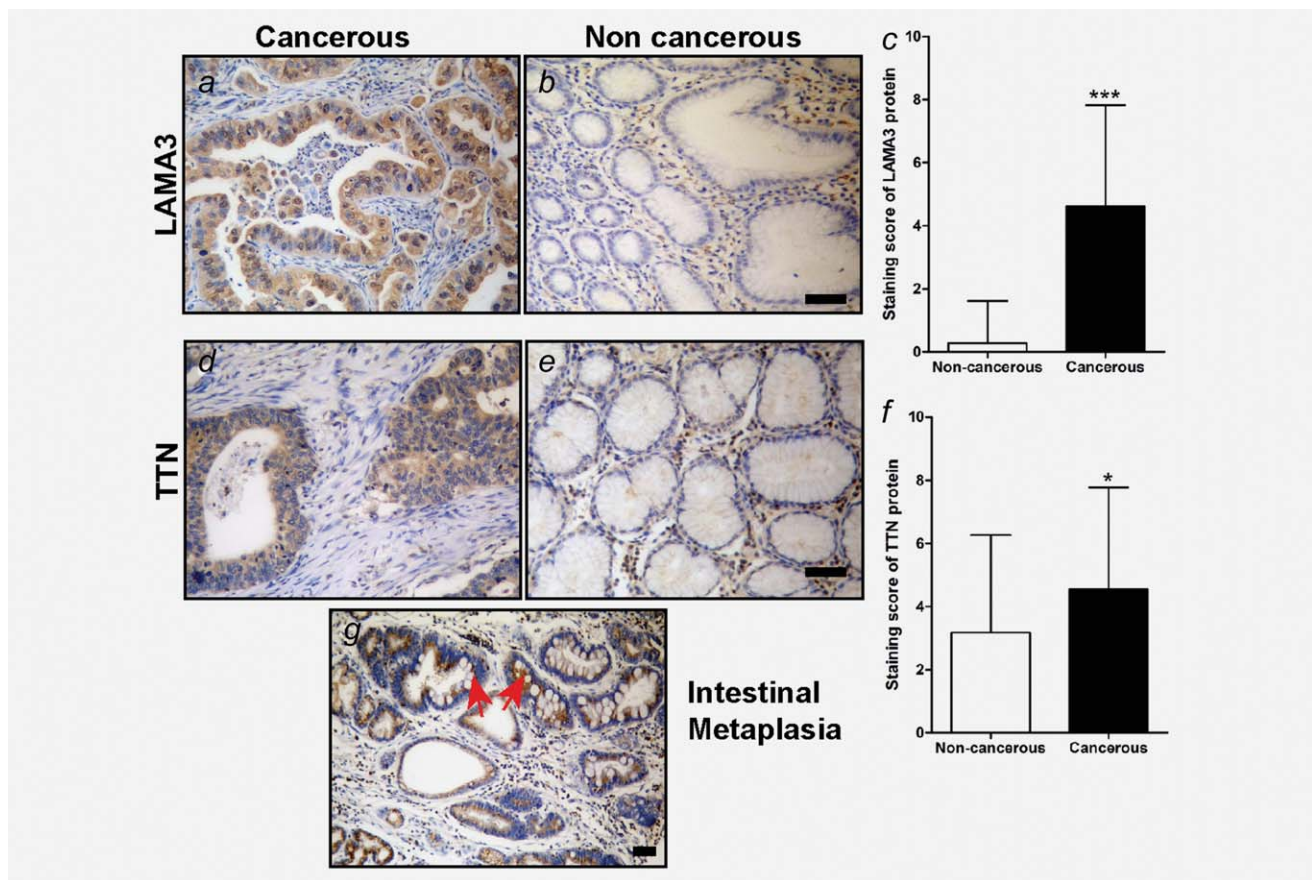 Cancerous
Non cancerous
LAMA3
a
b
c
10
8
6
4
2
0
Staining score of LAMA3 protein
***
Non-cancerous
Cancerous
TTN
d
e
f
10
8
6
4
2
0
Staining score of TTN protein
*
Non-cancerous
Cancerous
g
Intestinal
Metaplasia